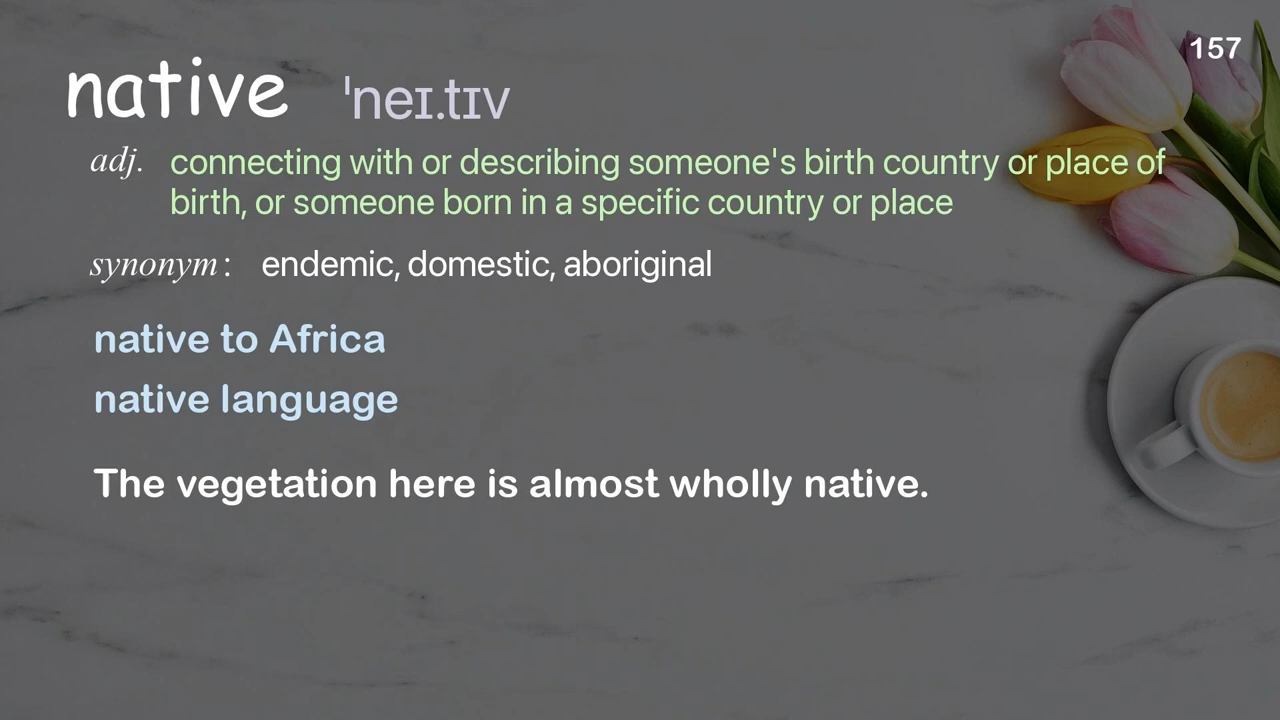 157
native ˈneɪ.tɪv
adj. connecting with or describing someone's birth country or place of
birth, or someone born in a specific country or place
synonym: endemic, domestic, aboriginal
native to Africa
native language
The vegetation here is almost wholly native.